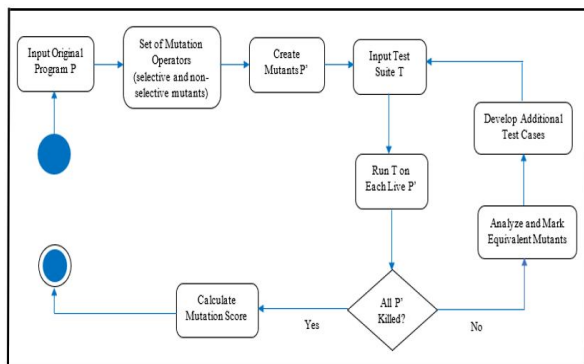 Input Original
Program P
Set of Mutation
Operators
(selective and non-
selective mutants)
Create
Mutants P'
Input Test
Suite T
Develop Additional
Test Cases
Run T on
Each Live P'
Analyze and Mark
Equivalent Mutants
All P'
Killed?
Calculate
Mutation Score
Yes
No